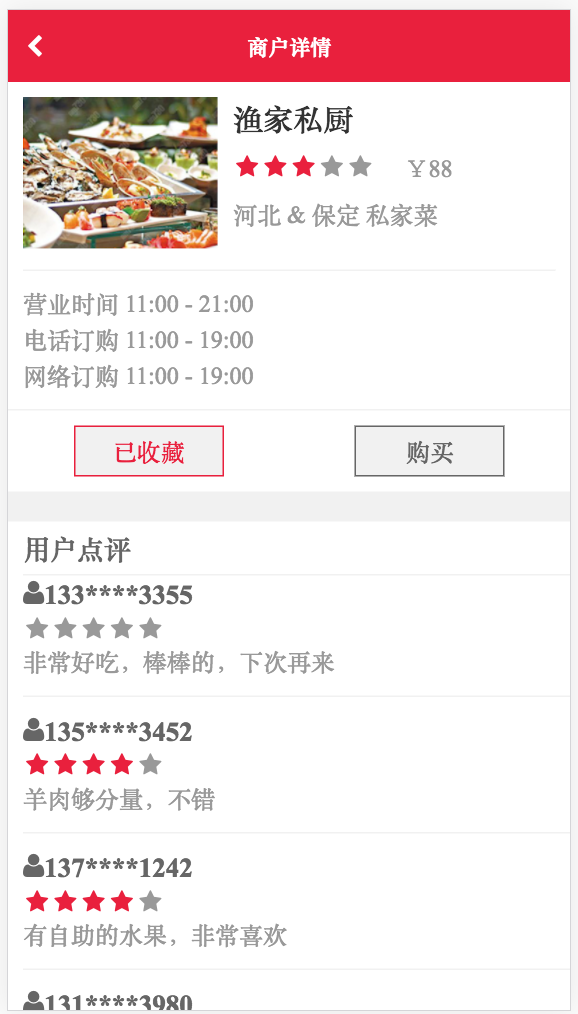 商户详情
渔家私厨
￥88
河北 & 保定 私家菜
营业时间 11:00 - 21:00
电话订购 11:00 - 19:00
网络订购 11:00 - 19:00
已收藏
购买
用户点评
133****3355
非常好吃，棒棒的，下次再来
135****3452
羊肉够分量，不错
137****1242
有自助的水果，非常喜欢
131****3980